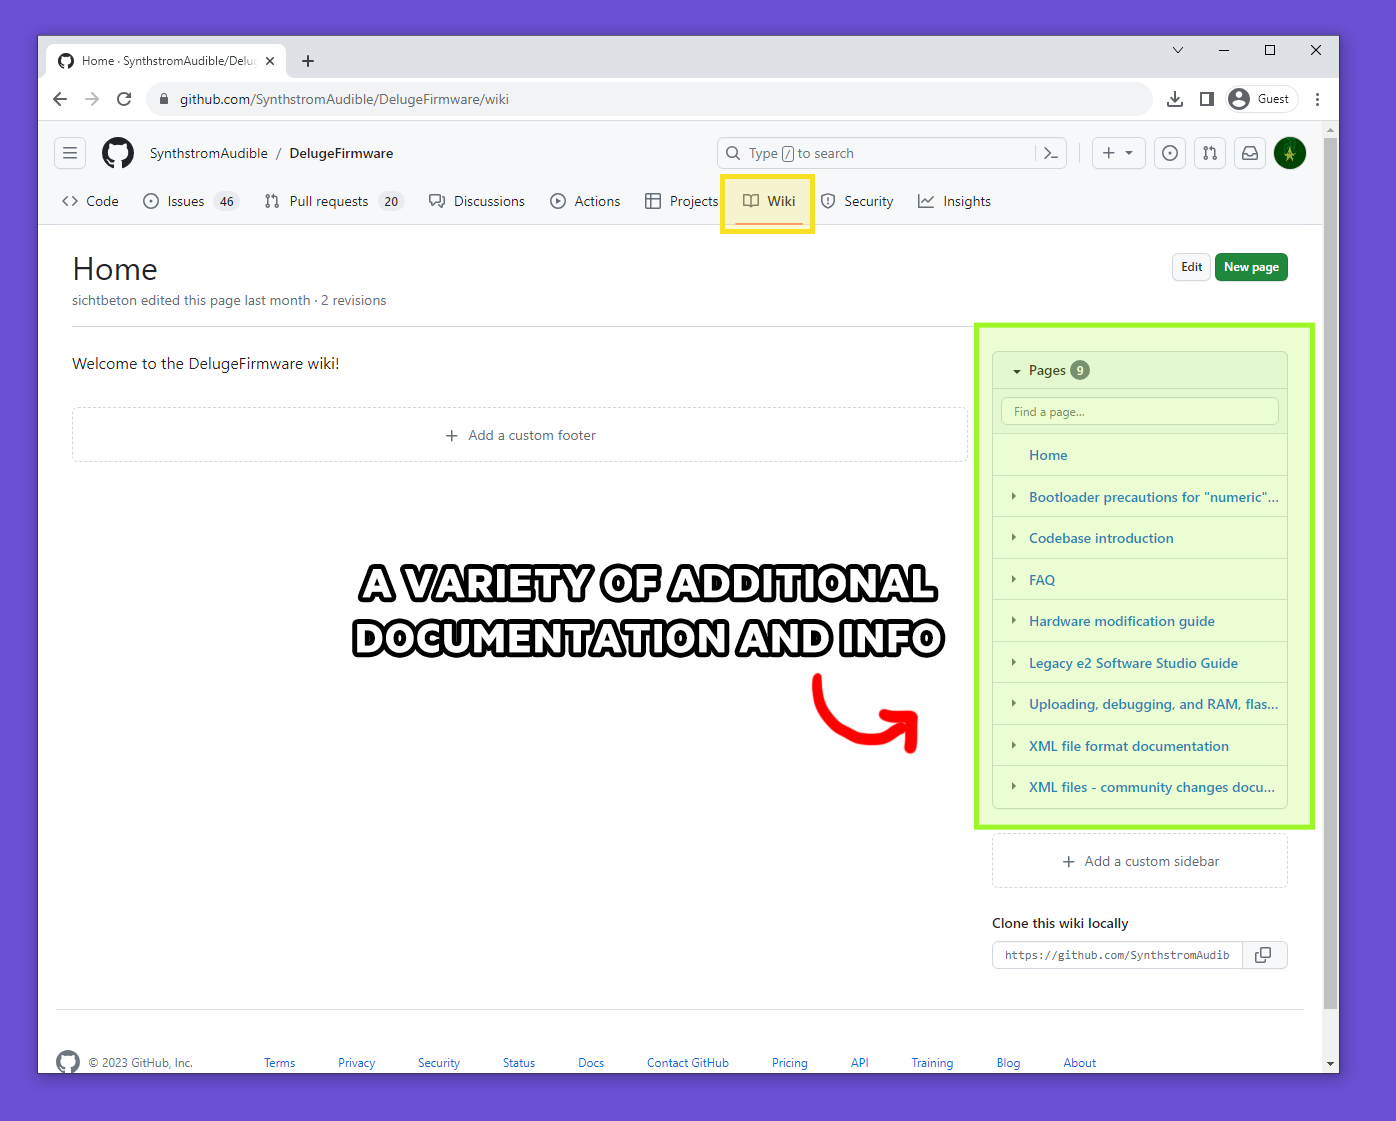 Home · SynthstromAudible/Delug
github.com/SynthstromAudible/DelugeFirmware/wiki
Guest
SynthstromAudible / DelugeFirmware
Type / to search
Code
Issues 46
Pull requests 20
Discussions
Actions
Projects
Wiki
Security
Insights
Home
Edit
New page
sichtbeton edited this page last month · 2 revisions
Welcome to the DelugeFirmware wiki!
Add a custom footer
A VARIETY OF ADDITIONAL
DOCUMENTATION AND INFO
Pages 9
Find a page...
Home
Bootloader precautions for "numeric"...
Codebase introduction
FAQ
Hardware modification guide
Legacy e2 Software Studio Guide
Uploading, debugging, and RAM, flas...
XML file format documentation
XML files - community changes docu...
Add a custom sidebar
Clone this wiki locally
https://github.com/SynthstromAudib
© 2023 GitHub, Inc.
Terms
Privacy
Security
Status
Docs
Contact GitHub
Pricing
API
Training
Blog
About